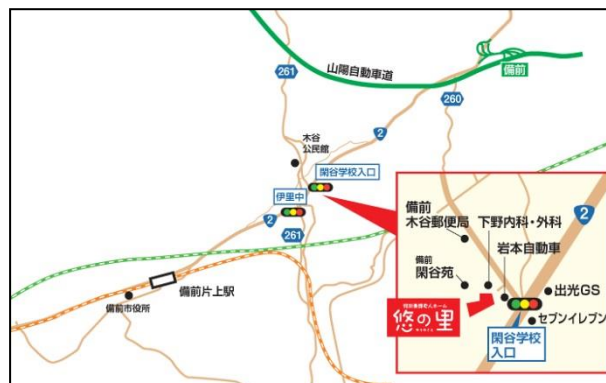 山陽自動車道
備前
261
260
2
木谷
公民館
閑谷学校入口
伊里中
2
261
備前片上駅
備前市役所
備前
木谷郵便局
下野内科・外科
岩本自動車
2
備前
閑谷苑
出光GS
悠の里
セブンイレブン
閑谷学校
入口